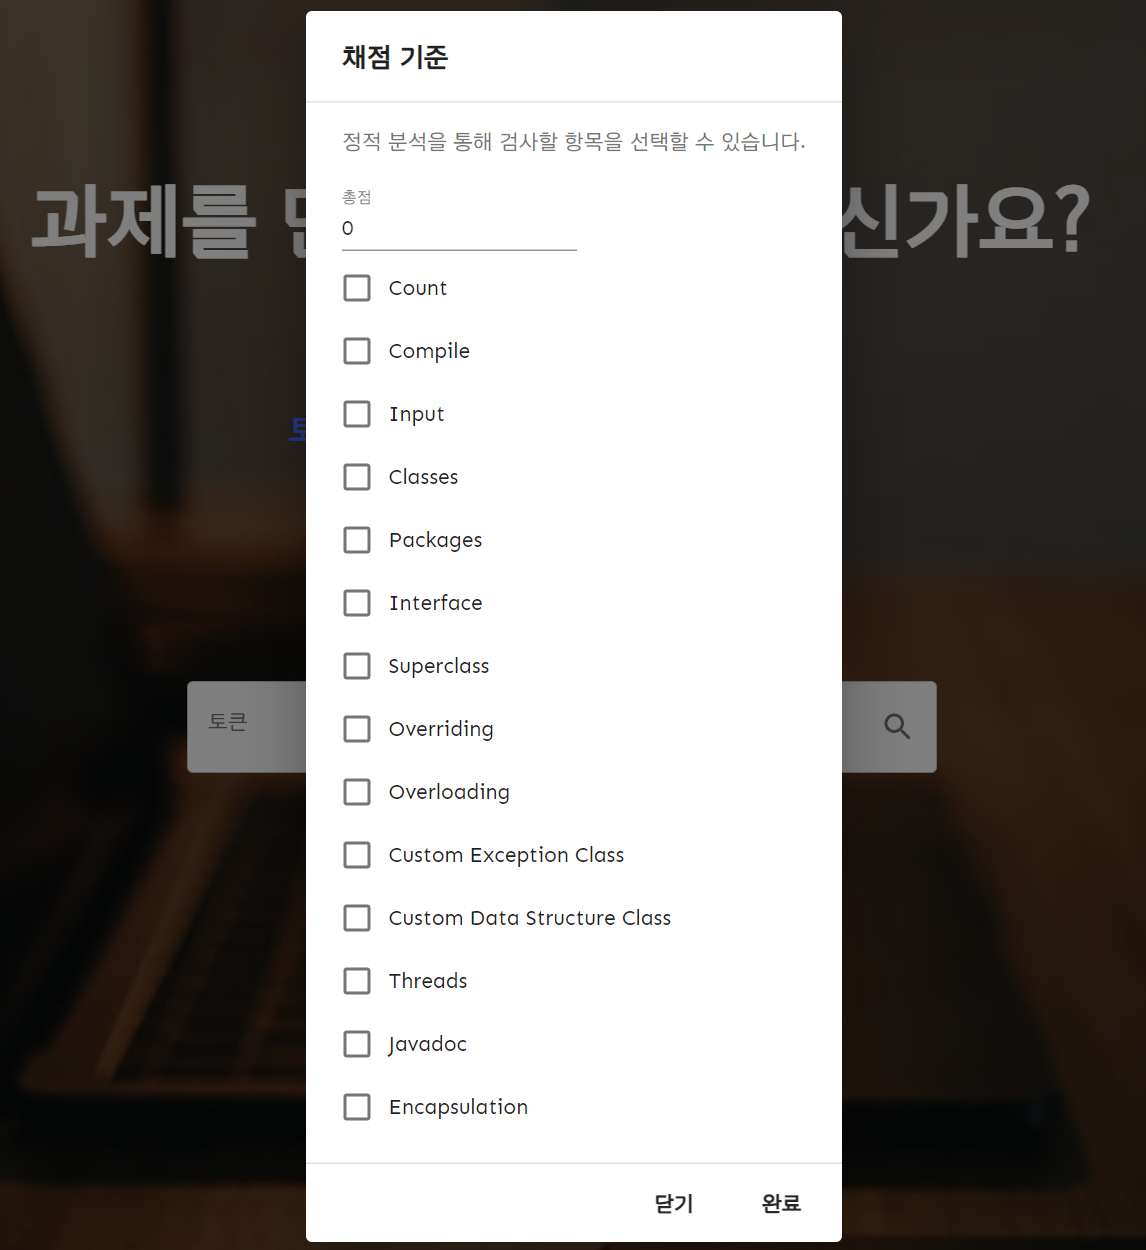 채점 기준
정적 분석을 통해 검사할 항목을 선택할 수 있습니다.
총점
0
과제를
신가요?
Count
Compile
Input
Classes
Packages
Interface
Superclass
토큰
Overriding
Overloading
Custom Exception Class
Custom Data Structure Class
Threads
Javadoc
Encapsulation
닫기 완료